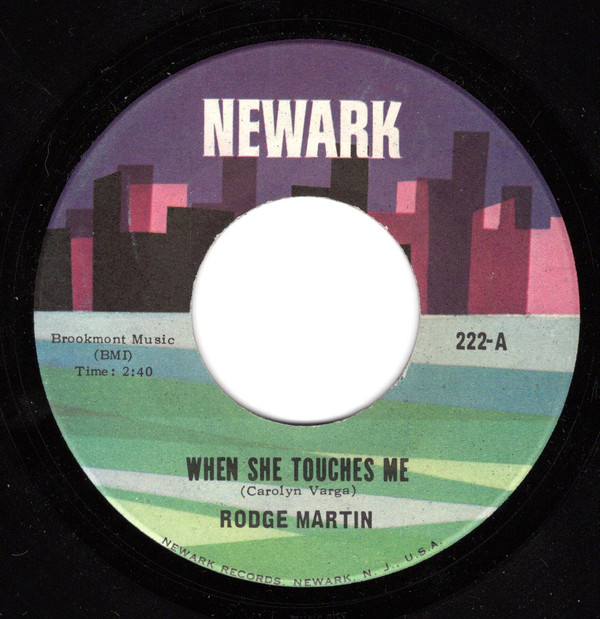 NEWARK
Brookmont Music
(BMI)
Time: 2:40
222-A
WHEN SHE TOUCHES ME
(Carolyn Varga)
RODGE MARTIN
NEWARK RECORDS, NEWARK, N. J., U.S.A.